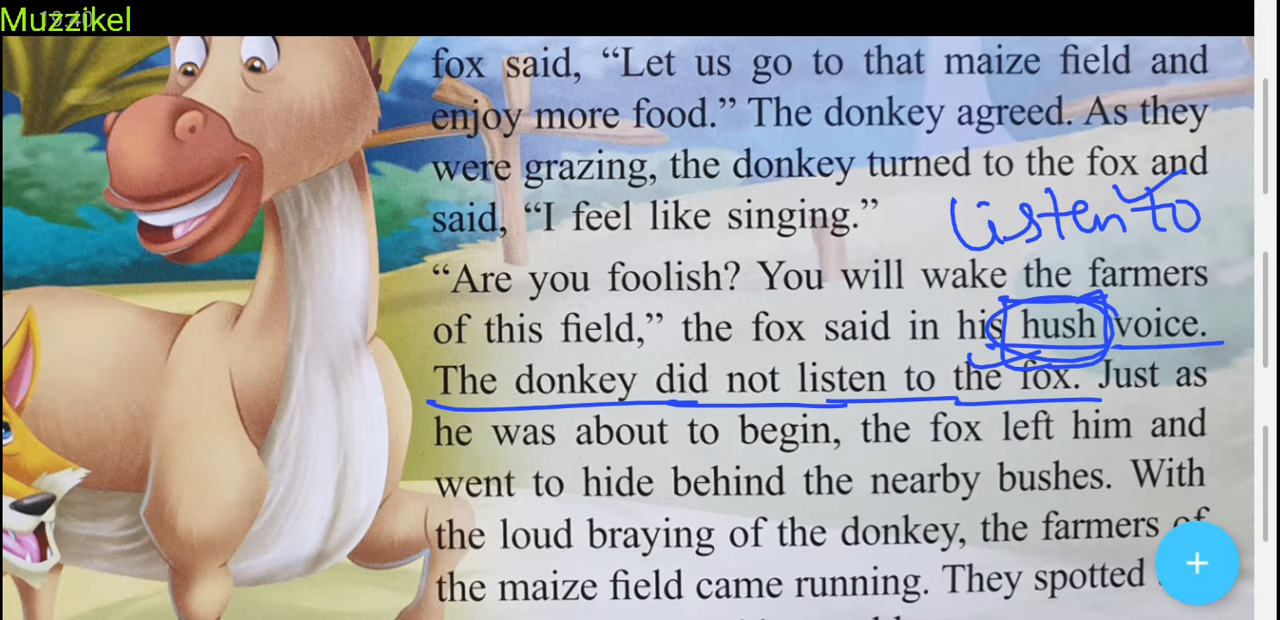 Muzzikel
fox said, “Let us go to that maize field and
enjoy more food.” The donkey agreed. As they
were grazing, the donkey turned to the fox and
said, “I feel like singing.”
Listen to
“Are you foolish? You will wake the farmers
of this field,” the fox said in his hush voice.
The donkey did not listen to the fox. Just as
he was about to begin, the fox left him and
went to hide behind the nearby bushes. With
the loud braying of the donkey, the farmers of
the maize field came running. They spotted